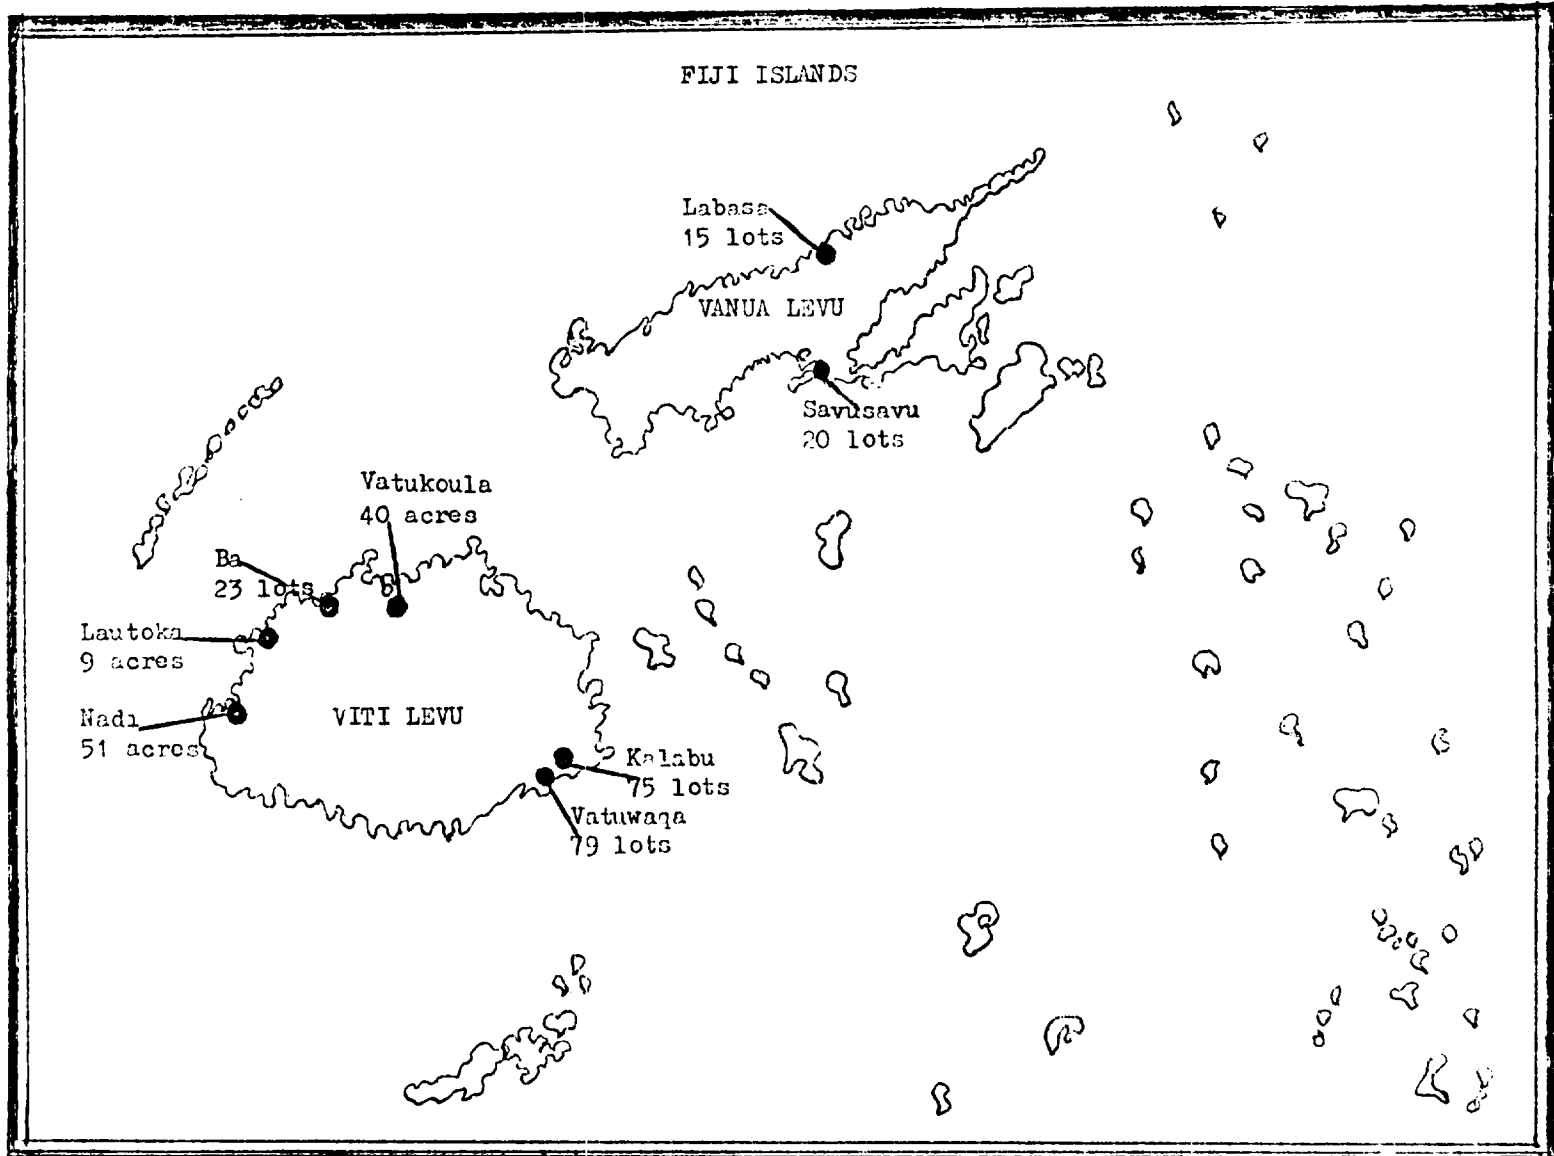 FIJI ISLANDS
Labasa
15 lots
VANUA LEVU
Savusavu
20 lots
Vatukoula
40 acres
Ba
23 lots
Lautoka
9 acres
Nadi
51 acres
VITI LEVU
Kalabu
75 lots
Vatuwaqa
79 lots